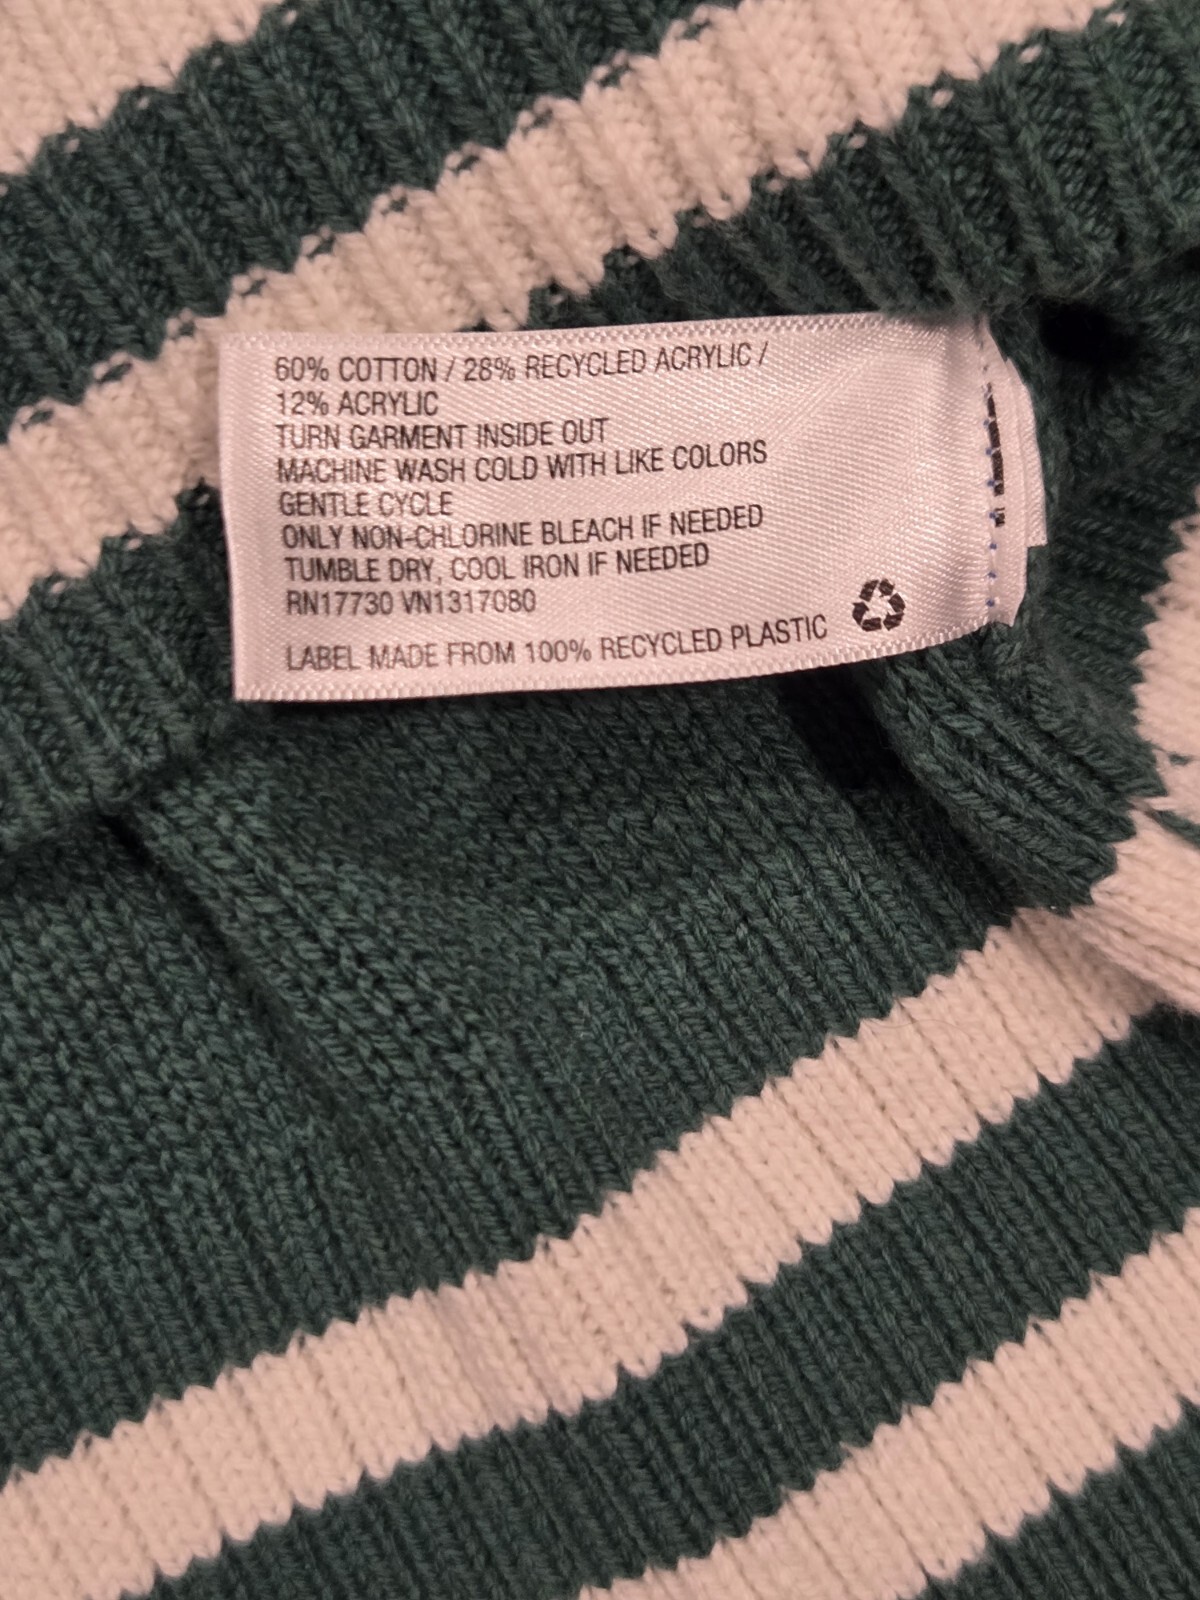 60% COTTON / 28% RECYCLED ACRYLIC /
12% ACRYLIC
TURN GARMENT INSIDE OUT
MACHINE WASH COLD WITH LIKE COLORS
GENTLE CYCLE
ONLY NON-CHLORINE BLEACH IF NEEDED
TUMBLE DRY, COOL IRON IF NEEDED
RN17730 VN1317080
LABEL MADE FROM 100% RECYCLED PLASTIC